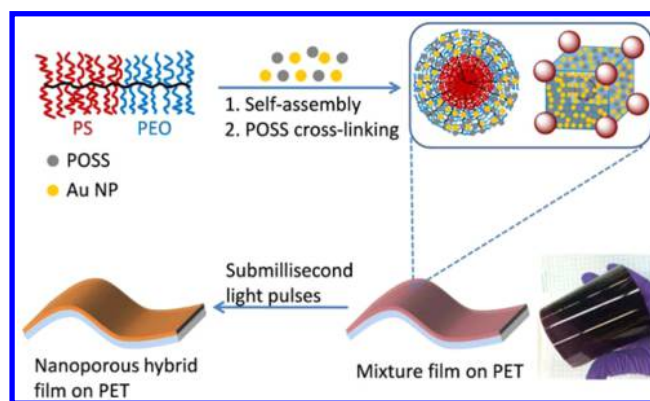 PS PEO
POSS
Au NP
1. Self-assembly
2. POSS cross-linking
Submillisecond
light pulses
Nanoporous hybrid
film on PET
Mixture film on PET